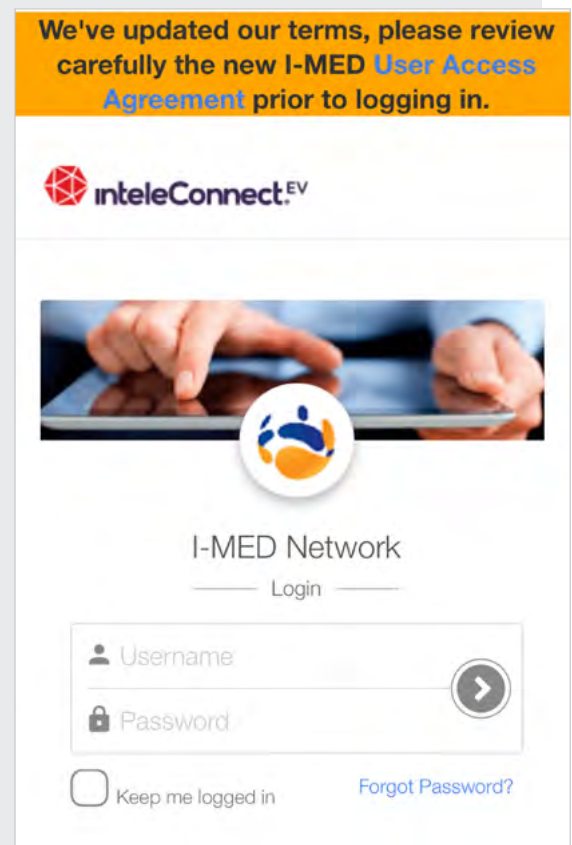 We've updated our terms, please review
carefully the new I-MED User Access
Agreement prior to logging in.
inteleConnect.EV
I-MED Network
Login
Username
Password
Keep me logged in
Forgot Password?